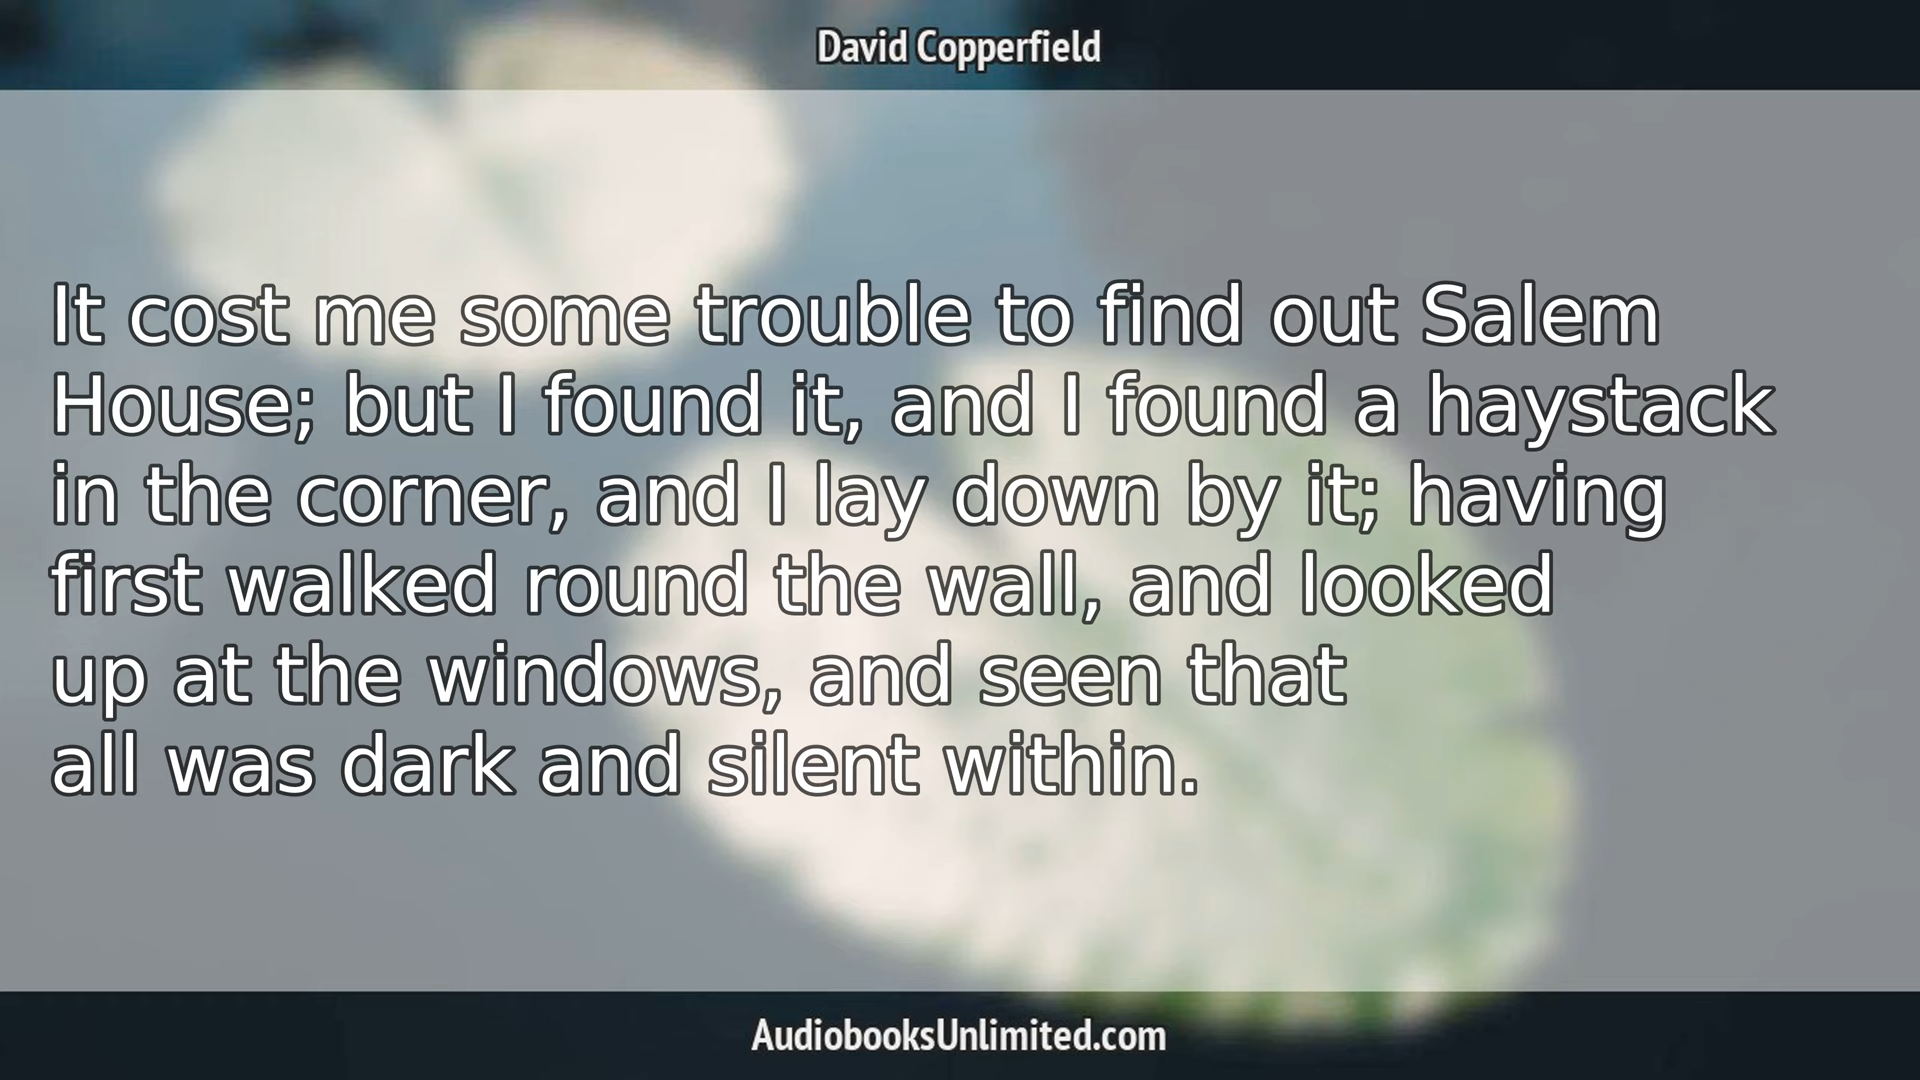 David Copperfield
It cost me some trouble to find out Salem
House; but I found it, and I found a haystack
in the corner, and I lay down by it; having
first walked round the wall, and looked
up at the windows, and seen that
all was dark and silent within.
AudiobooksUnlimited.com